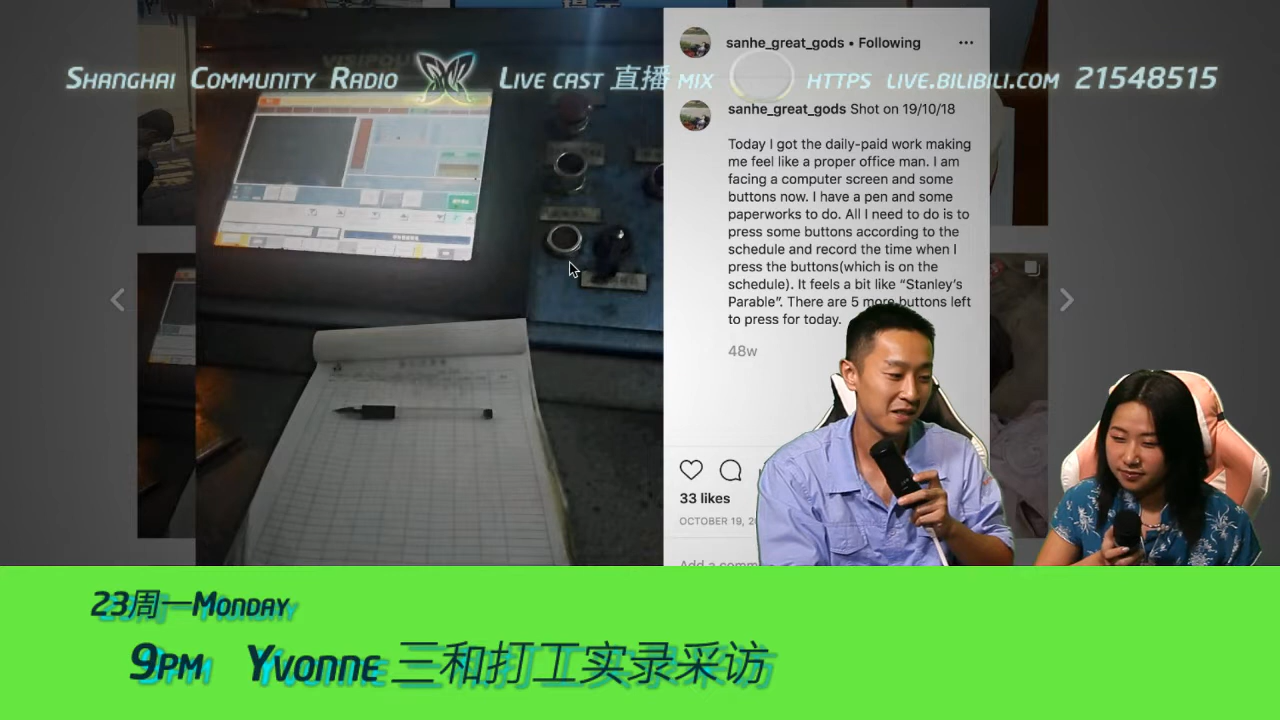 SHANGHAI COMMUNITY RADIO LIVE CAST 直播 MIX HTTPS LIVE.BILIBILI.COM 21548515
sanhe_great_gods • Following
sanhe_great_gods Shot on 19/10/18
Today I got the daily-paid work making
me feel like a proper office man. I am
facing a computer screen and some
buttons now. I have a pen and some
paperworks to do. All I need to do is to
press some buttons according to the
schedule and record the time when I
press the buttons(which is on the
schedule). It feels a bit like “Stanley’s
Parable”. There are 5 more buttons left
to press for today.
48w
33 likes
OCTOBER 19, 20
Add a comm
23周一MONDAY
9PM YVONNE 三和打工实录采访